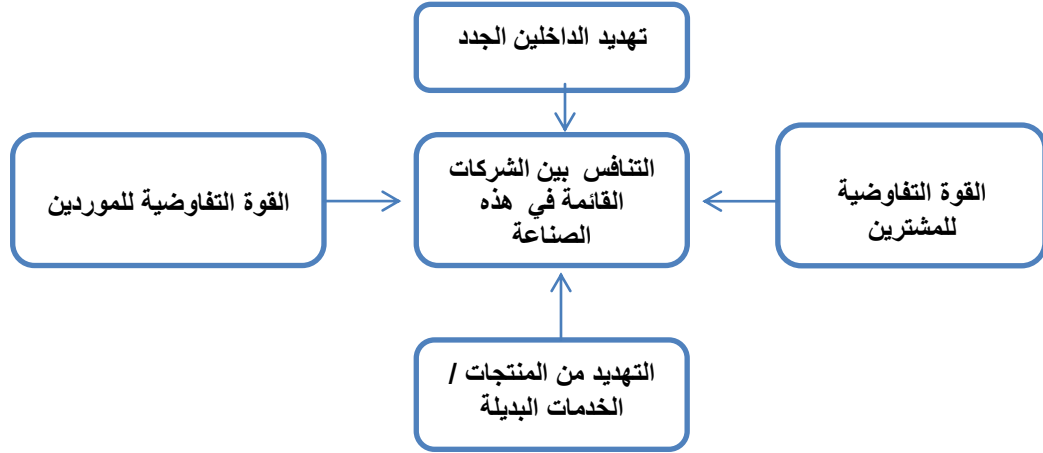 تهديد الداخلين الجدد
التنافس بين الشركات
القائمة في هذه
الصناعة
القوة التفاوضية
للمشترين
القوة التفاوضية للموردين
التهديد من المنتجات /
الخدمات البديلة